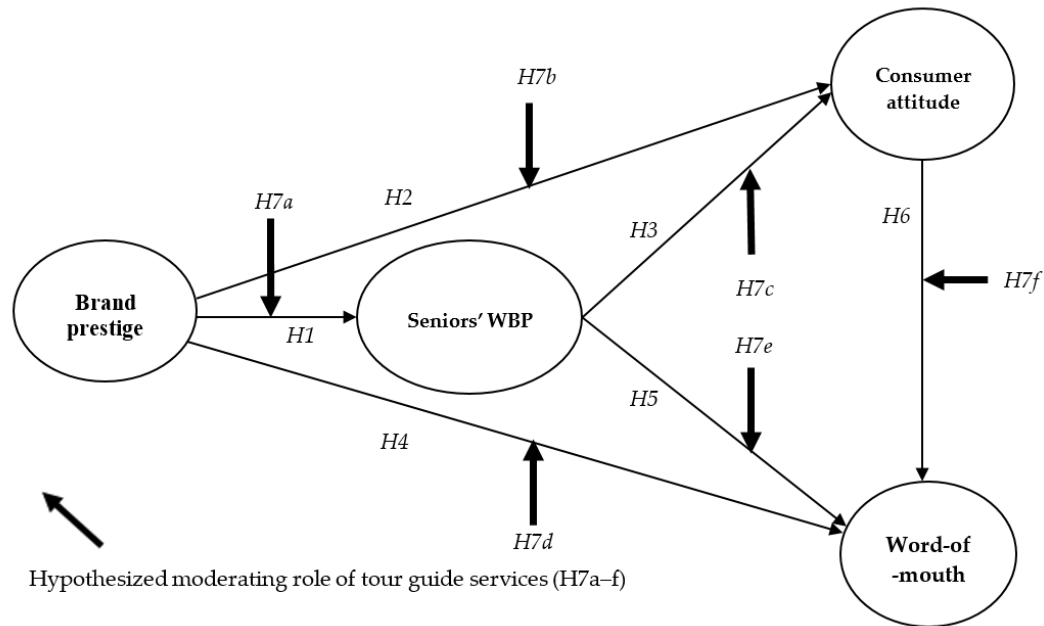 Consumer
attitude
H7b
H2
H7a
H3
H6
H7f
H7c
Brand
prestige
Seniors' WBP
H1
H7e
H5
H4
H7d
Word-of
-mouth
Hypothesized moderating role of tour guide services (H7a–f)